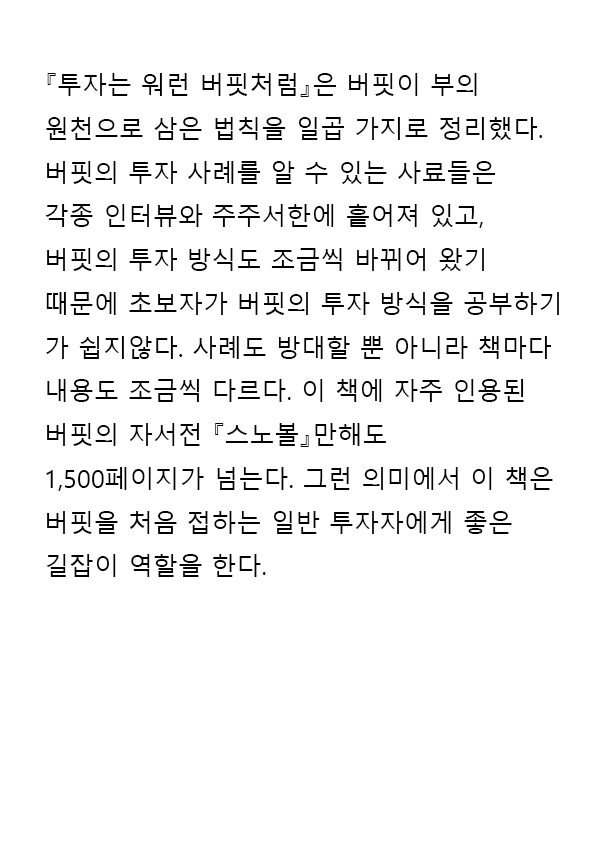 『투자는 워런 버핏처럼』은 버핏이 부의
원천으로 삼은 법칙을 일곱 가지로 정리했다.
버핏의 투자 사례를 알 수 있는 사료들은
각종 인터뷰와 주주서한에 흩어져 있고,
버핏의 투자 방식도 조금씩 바뀌어 왔기
때문에 초보자가 버핏의 투자 방식을 공부하기
가 쉽지않다. 사례도 방대할 뿐 아니라 책마다
내용도 조금씩 다르다. 이 책에 자주 인용된
버핏의 자서전 『스노볼』만해도
1,500페이지가 넘는다. 그런 의미에서 이 책은
버핏을 처음 접하는 일반 투자자에게 좋은
길잡이 역할을 한다.